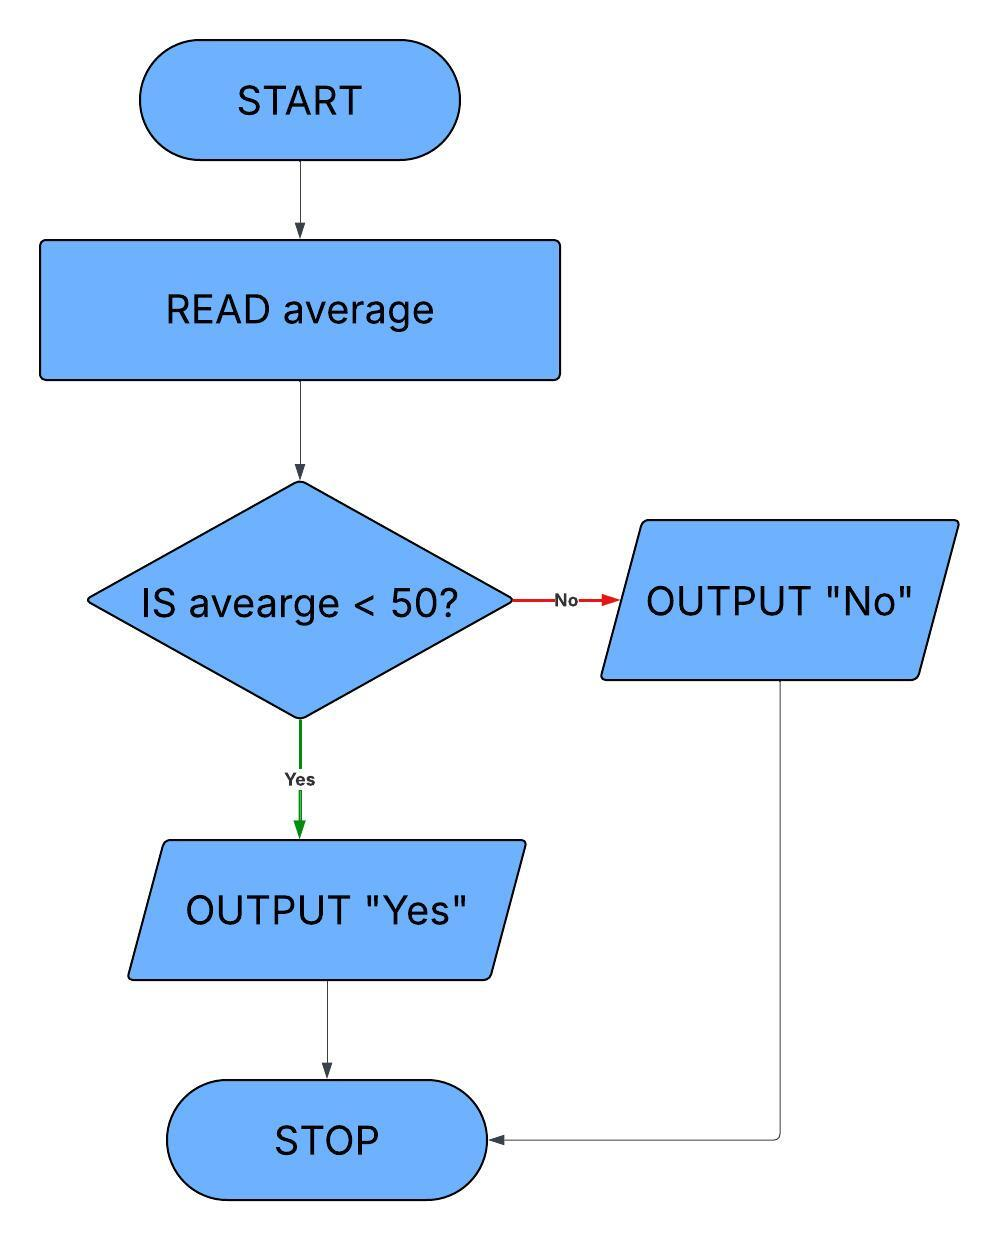 START
READ average
IS avearge < 50?
No
OUTPUT "No"
Yes
OUTPUT "Yes"
STOP